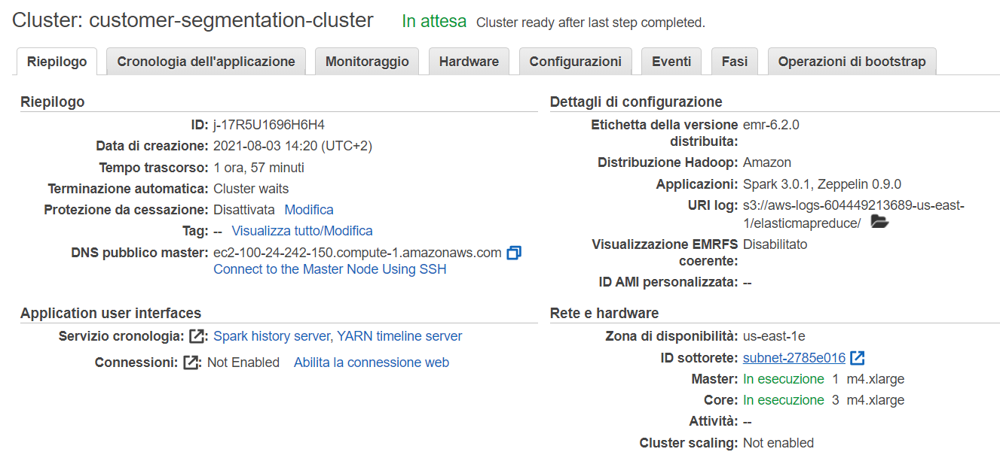 Cluster: customer-segmentation-cluster In attesa Cluster ready after last step completed.
Riepilogo Cronologia dell'applicazione Monitoraggio Hardware Configurazioni Eventi Fasi Operazioni di bootstrap
Riepilogo
ID: j-17R5U1696H6H4
Data di creazione: 2021-08-03 14:20 (UTC+2)
Tempo trascorso: 1 ora, 57 minuti
Terminazione automatica: Cluster waits
Protezione da cessazione: Disattivata Modifica
Tag: -- Visualizza tutto/Modifica
DNS pubblico master: ec2-100-24-242-150.compute-1.amazonaws.com
Connect to the Master Node Using SSH
Dettagli di configurazione
Etichetta della versione emr-6.2.0
distribuita:
Distribuzione Hadoop: Amazon
Applicazioni: Spark 3.0.1, Zeppelin 0.9.0
URI log: s3://aws-logs-604449213689-us-east-
1/elasticmapreduce/
Visualizzazione EMRFS Disabilitato
coerente:
ID AMI personalizzata: --
Application user interfaces
Servizio cronologia: : Spark history server, YARN timeline server
Connessioni: : Not Enabled Abilita la connessione web
Rete e hardware
Zona di disponibilità: us-east-1e
ID sottorete: subnet-2785e016
Master: In esecuzione 1 m4.xlarge
Core: In esecuzione 3 m4.xlarge
Attività: --
Cluster scaling: Not enabled